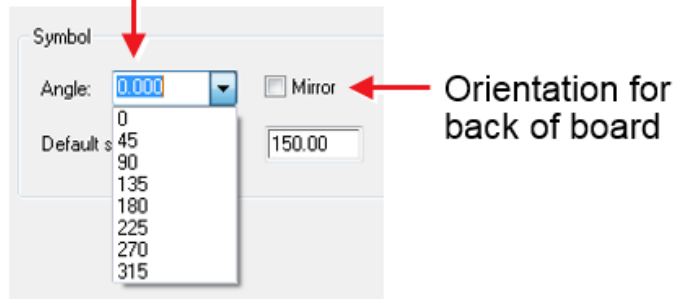 Symbol
Angle: 0.000 Mirror
Orientation for
back of board
0
Default s 45 150.00
90
135
180
225
270
315